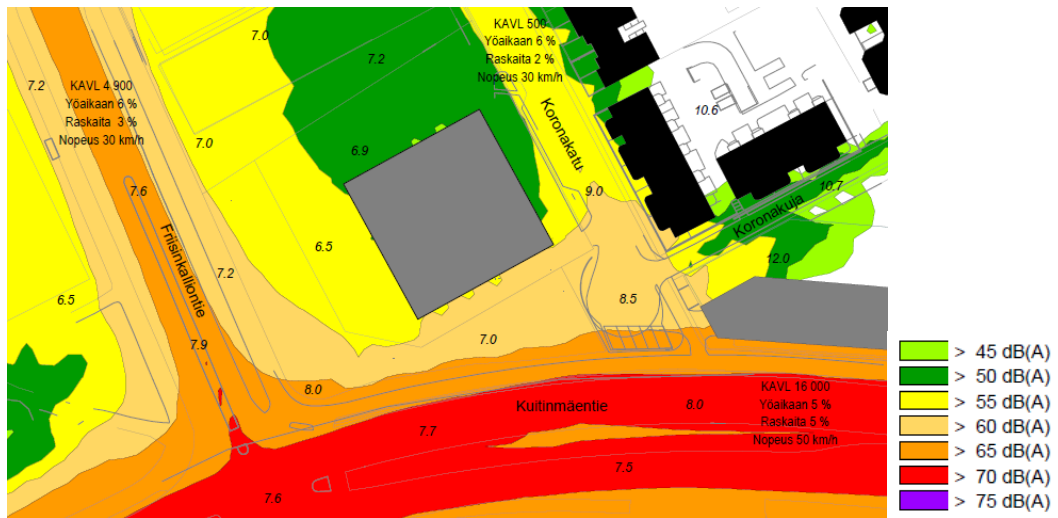 KAVL 500
Yöaikaan 6 %
Raskaita 2 %
Nopeus 30 km/h
7.0
7.2
7.2
KAVL 4 900
Yöaikaan 6 %
Raskaita 3 %
Nopeus 30 km/h
10.6
Koronakatu
7.0
6.9
7.6
9.0
10.7
Koronakuja
Friisinkalliontie
6.5
7.2
12.0
6.5
8.5
7.9
7.0
8.0
KAVL 16 000
Yöaikaan 5 %
Raskaita 5 %
Nopeus 50 km/h
Kuitinmäentie
8.0
7.7
7.5
7.6
> 45 dB(A)
> 50 dB(A)
> 55 dB(A)
> 60 dB(A)
> 65 dB(A)
> 70 dB(A)
> 75 dB(A)